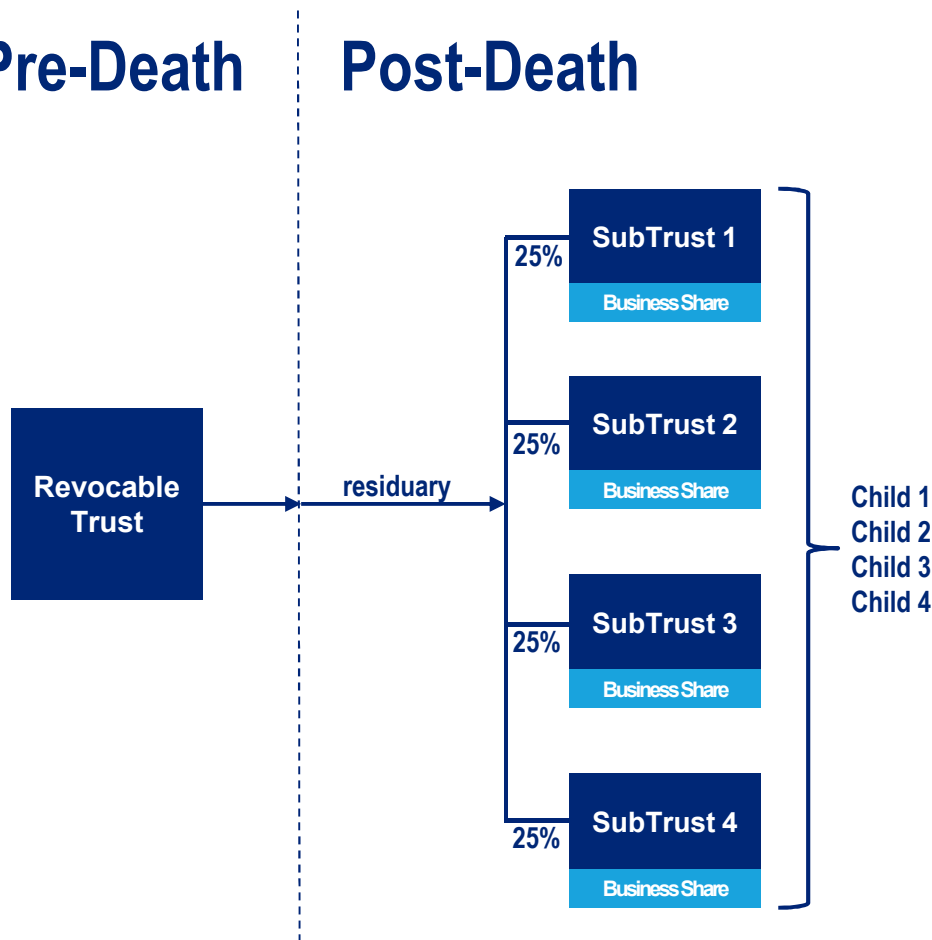 Pre-Death
Post-Death
SubTrust 1
25%
Business Share
SubTrust 2
25%
Business Share
Revocable
Trust
residuary
Child 1
Child 2
Child 3
Child 4
SubTrust 3
25%
Business Share
SubTrust 4
25%
Business Share